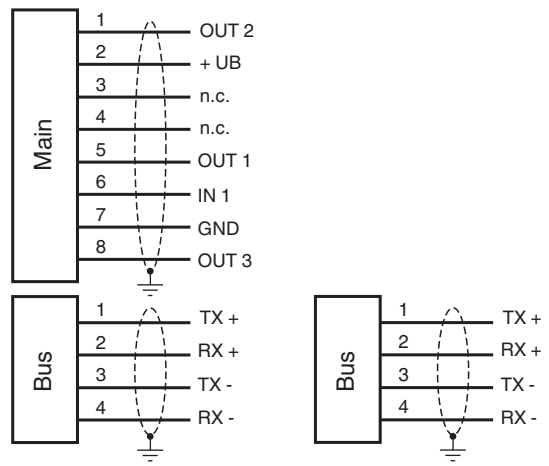 Main
1 OUT 2
2 + UB
3 n.c.
4 n.c.
5 OUT 1
6 IN 1
7 GND
8 OUT 3
Bus
1 TX +
2 RX +
3 TX -
4 RX -
Bus
1 TX +
2 RX +
3 TX -
4 RX -